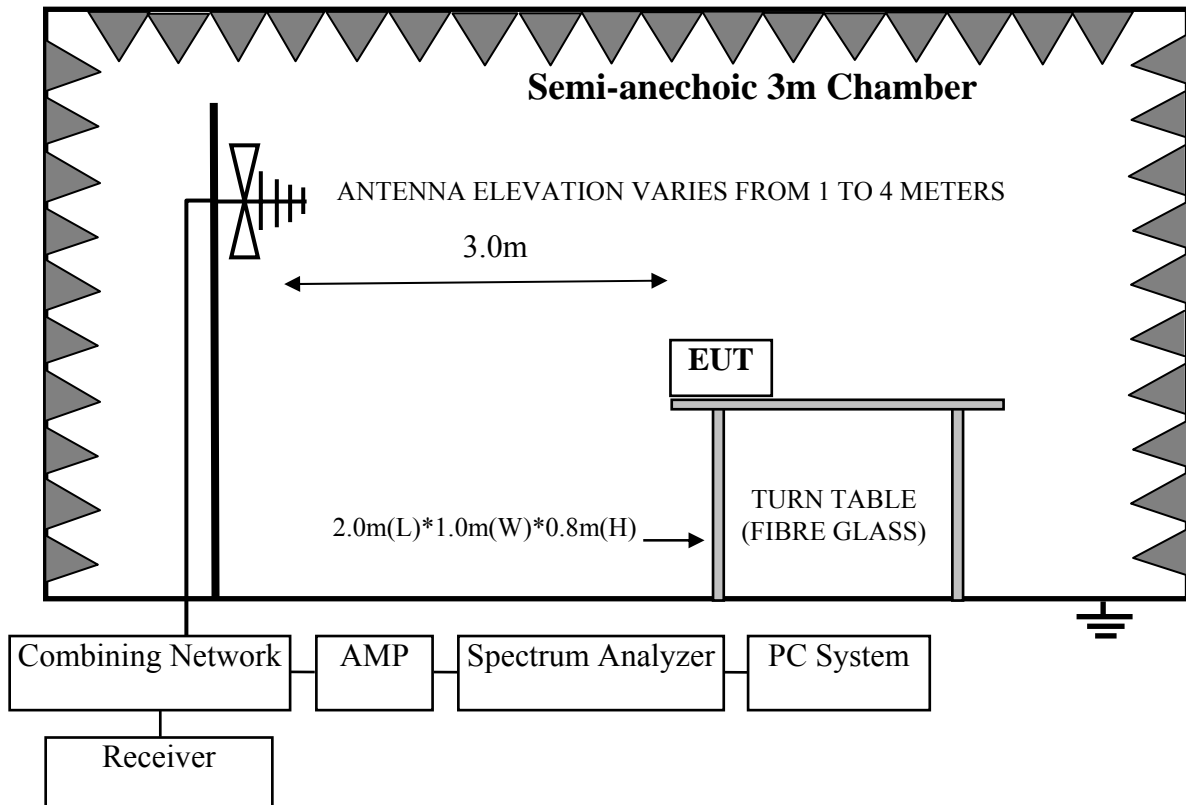 Semi-anechoic 3m Chamber
ANTENNA ELEVATION VARIES FROM 1 TO 4 METERS
3.0m
EUT
TURN TABLE
(FIBRE GLASS)
2.0m(L)*1.0m(W)*0.8m(H)
Combining Network
AMP
Spectrum Analyzer
PC System
Receiver